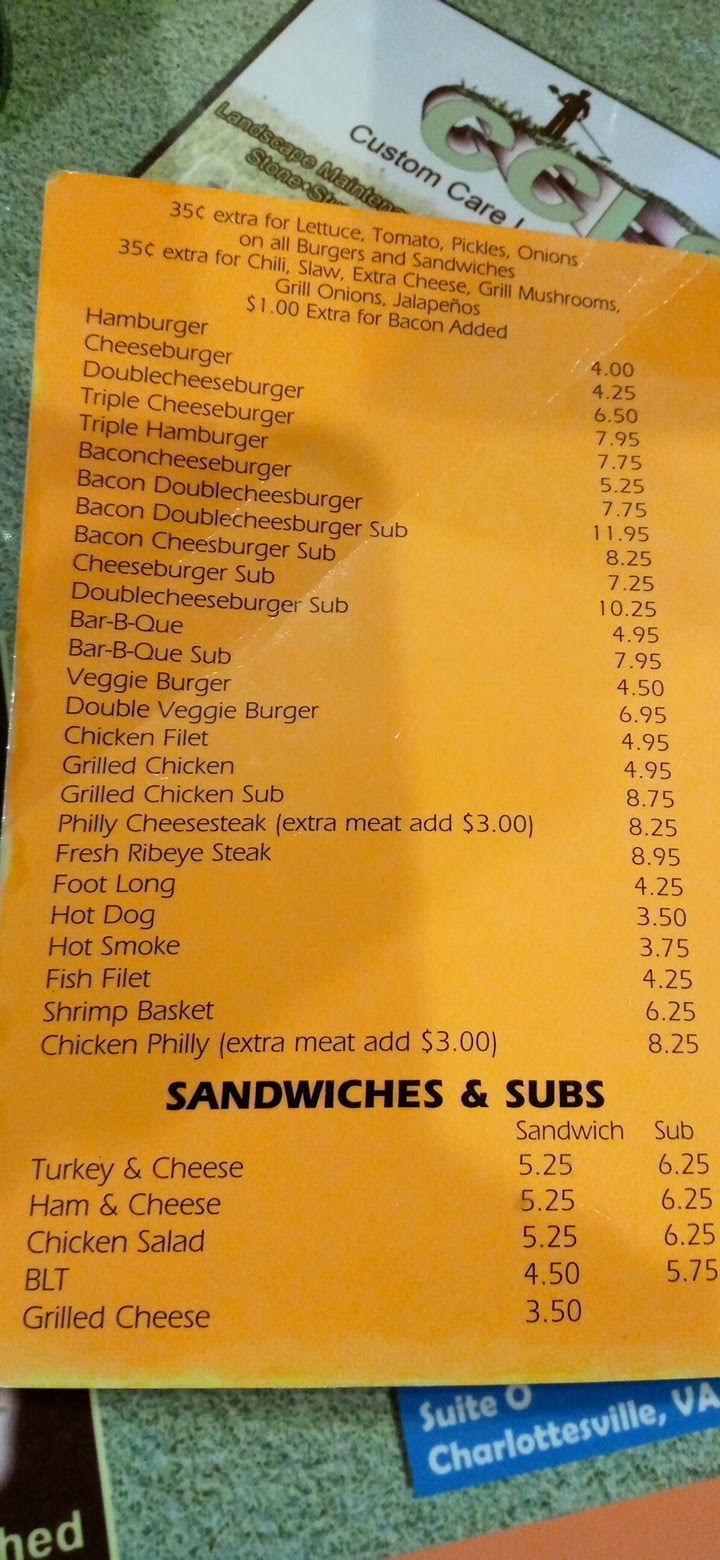 CCL
Custom Care
Landscape
Stone
35¢ extra for Lettuce, Tomato, Pickles, Onions
on all Burgers and Sandwiches
35¢ extra for Chili, Slaw, Extra Cheese, Grill Mushrooms,
Grill Onions, Jalapeños
$1.00 Extra for Bacon Added
Hamburger 4.00
Cheeseburger 4.25
Doublecheeseburger 6.50
Triple Cheeseburger 7.95
Triple Hamburger 7.75
Baconcheeseburger 5.25
Bacon Doublecheesburger 7.75
Bacon Doublecheesburger Sub 11.95
Bacon Cheesburger Sub 8.25
Cheeseburger Sub 7.25
Doublecheeseburger Sub 10.25
Bar-B-Que 4.95
Bar-B-Que Sub 7.95
Veggie Burger 4.50
Double Veggie Burger 6.95
Chicken Filet 4.95
Grilled Chicken 4.95
Grilled Chicken Sub 8.75
Philly Cheesesteak (extra meat add $3.00) 8.25
Fresh Ribeye Steak 8.95
Foot Long 4.25
Hot Dog 3.50
Hot Smoke 3.75
Fish Filet 4.25
Shrimp Basket 6.25
Chicken Philly (extra meat add $3.00) 8.25
SANDWICHES & SUBS
Sandwich Sub
Turkey & Cheese 5.25 6.25
Ham & Cheese 5.25 6.25
Chicken Salad 5.25 6.25
BLT 4.50 5.75
Grilled Cheese 3.50
Suite O
Charlottesville, VA
hed